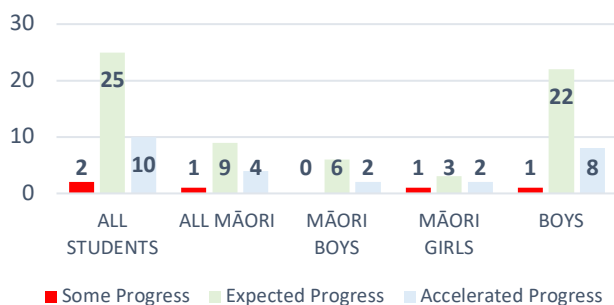 30
20
10
0
2 25 10
1 9 4
0 6 2
1 3 2
1 22 8
ALL
STUDENTS
ALL MĀORI
MĀORI
BOYS
MĀORI
GIRLS
BOYS
Some Progress Expected Progress Accelerated Progress